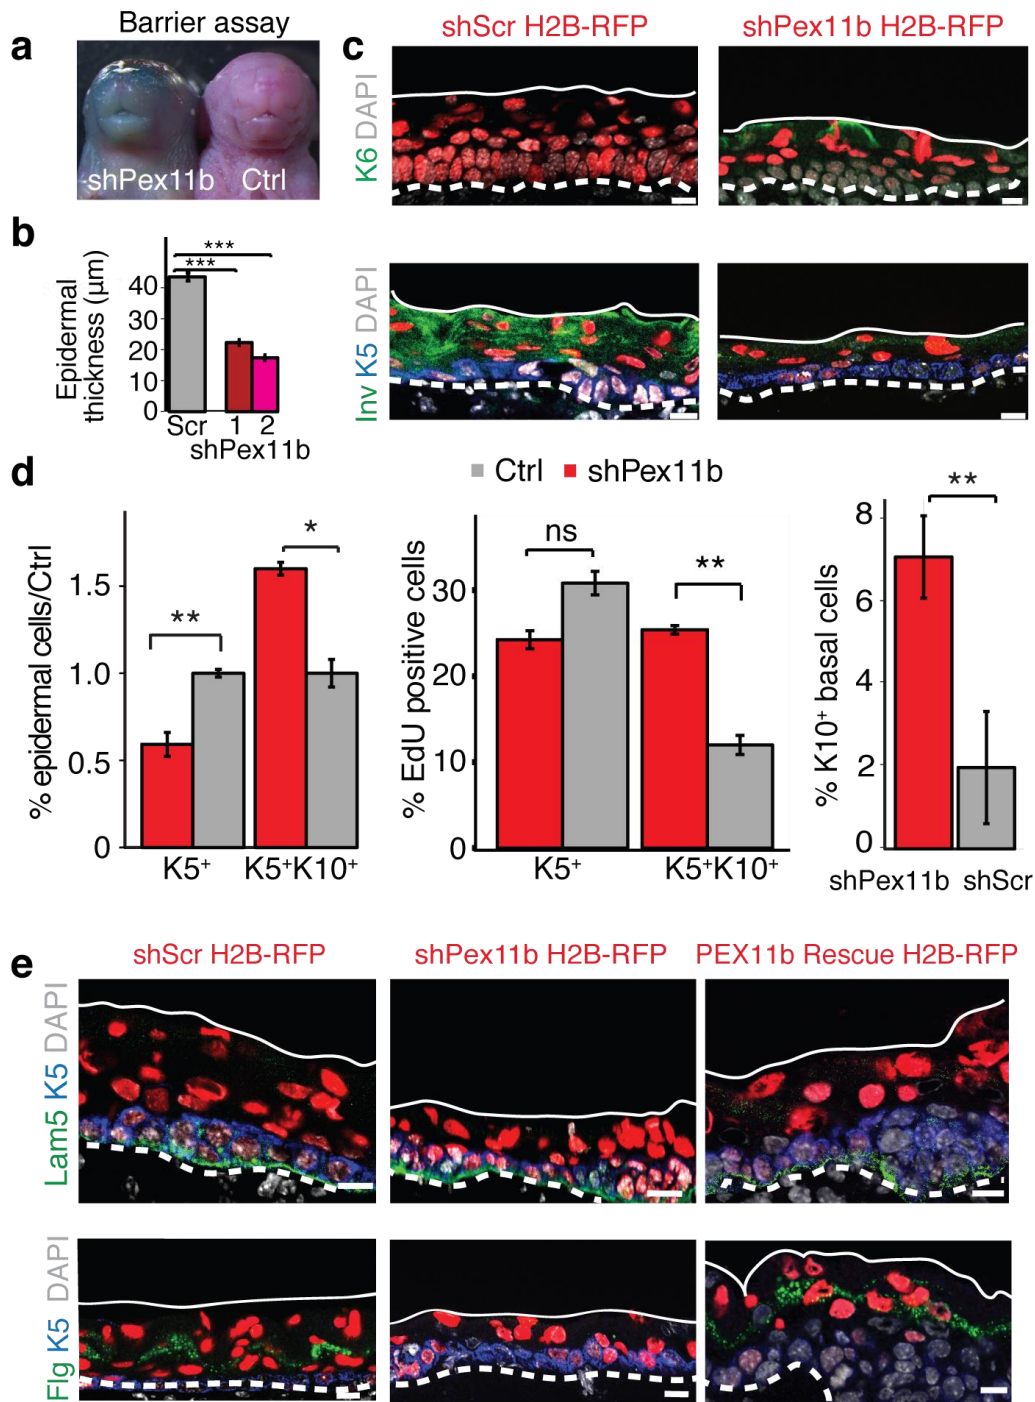 a
Barrier assay
shPex11b Ctrl
b
Epidermal
thickness (μm)
40
30
20
10
0
***
***
Scr 1 2
shPex11b
c
shScr H2B-RFP
shPex11b H2B-RFP
K6 DAPI
Inv K5 DAPI
d
Ctrl shPex11b
% epidermal cells/Ctrl
1.5
1.0
0.5
0
**
*
K5⁺ K5⁺K10⁺
% EdU positive cells
30
20
10
0
ns
**
K5⁺ K5⁺K10⁺
% K10⁺ basal cells
8
6
4
2
0
**
shPex11b shScr
e
shScr H2B-RFP
shPex11b H2B-RFP
PEX11b Rescue H2B-RFP
Lam5 K5 DAPI
Flg K5 DAPI